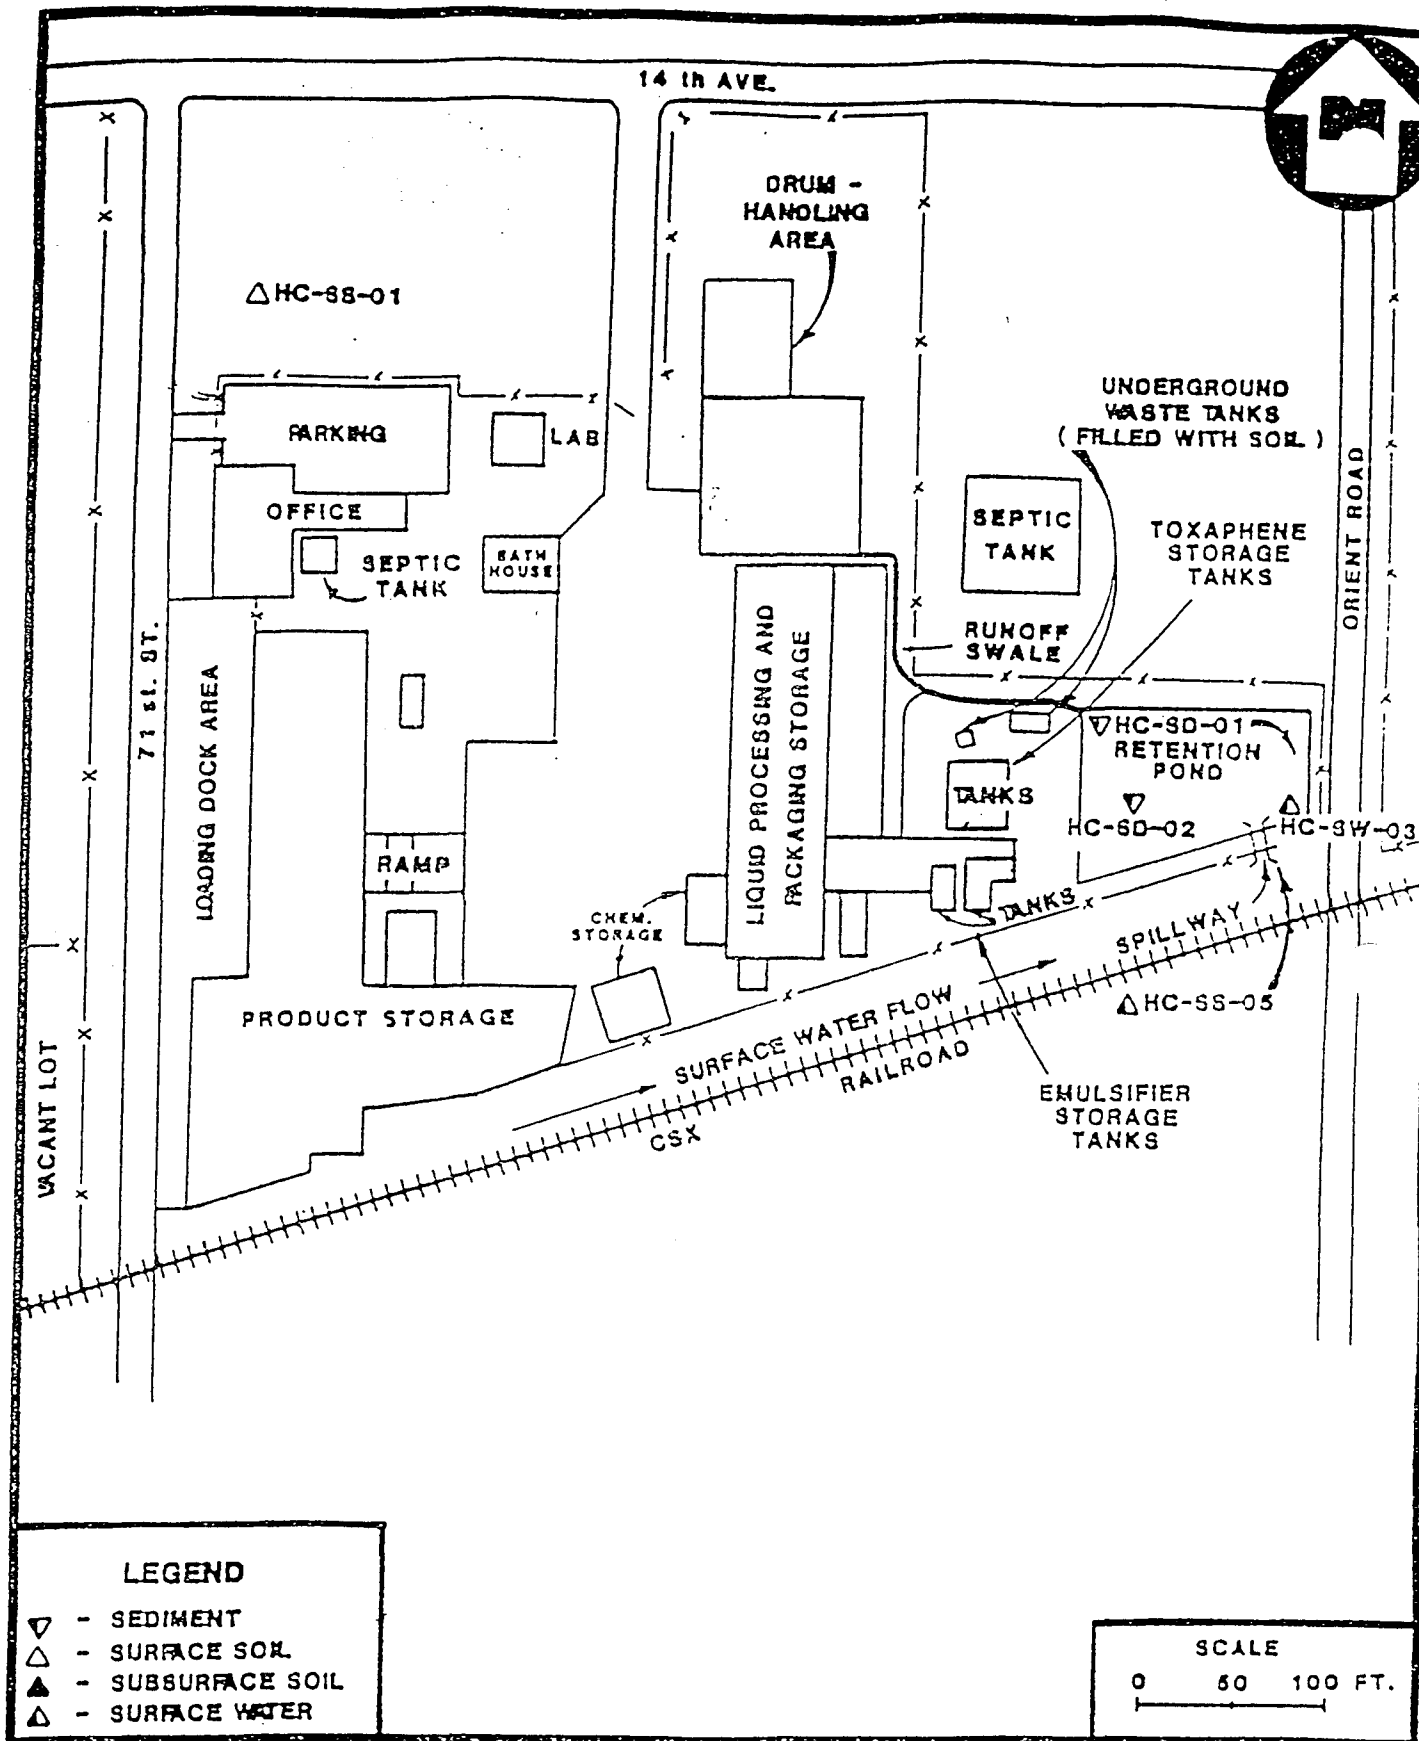 14 th AVE.
DRUM -
HANDLING
AREA
HC-SS-01
UNDERGROUND
WASTE TANKS
( FILLED WITH SOIL )
PARKING
LAB
OFFICE
SEPTIC
TANK
BATH
HOUSE
SEPTIC
TANK
TOXAPHENE
STORAGE
TANKS
ORIENT ROAD
RUNOFF
SWALE
71 st. ST.
LOADING DOCK AREA
LIQUID PROCESSING AND
PACKAGING STORAGE
HC-SD-01
RETENTION
POND
TANKS
HC-SD-02
HC-SW-03
RAMP
CHEM.
STORAGE
TANKS
SPILLWAY
HC-SS-05
PRODUCT STORAGE
SURFACE WATER FLOW
RAILROAD
CSX
EMULSIFIER
STORAGE
TANKS
VACANT LOT
LEGEND
- SEDIMENT
- SURFACE SOIL
- SUBSURFACE SOIL
- SURFACE WATER
SCALE
0 50 100 FT.